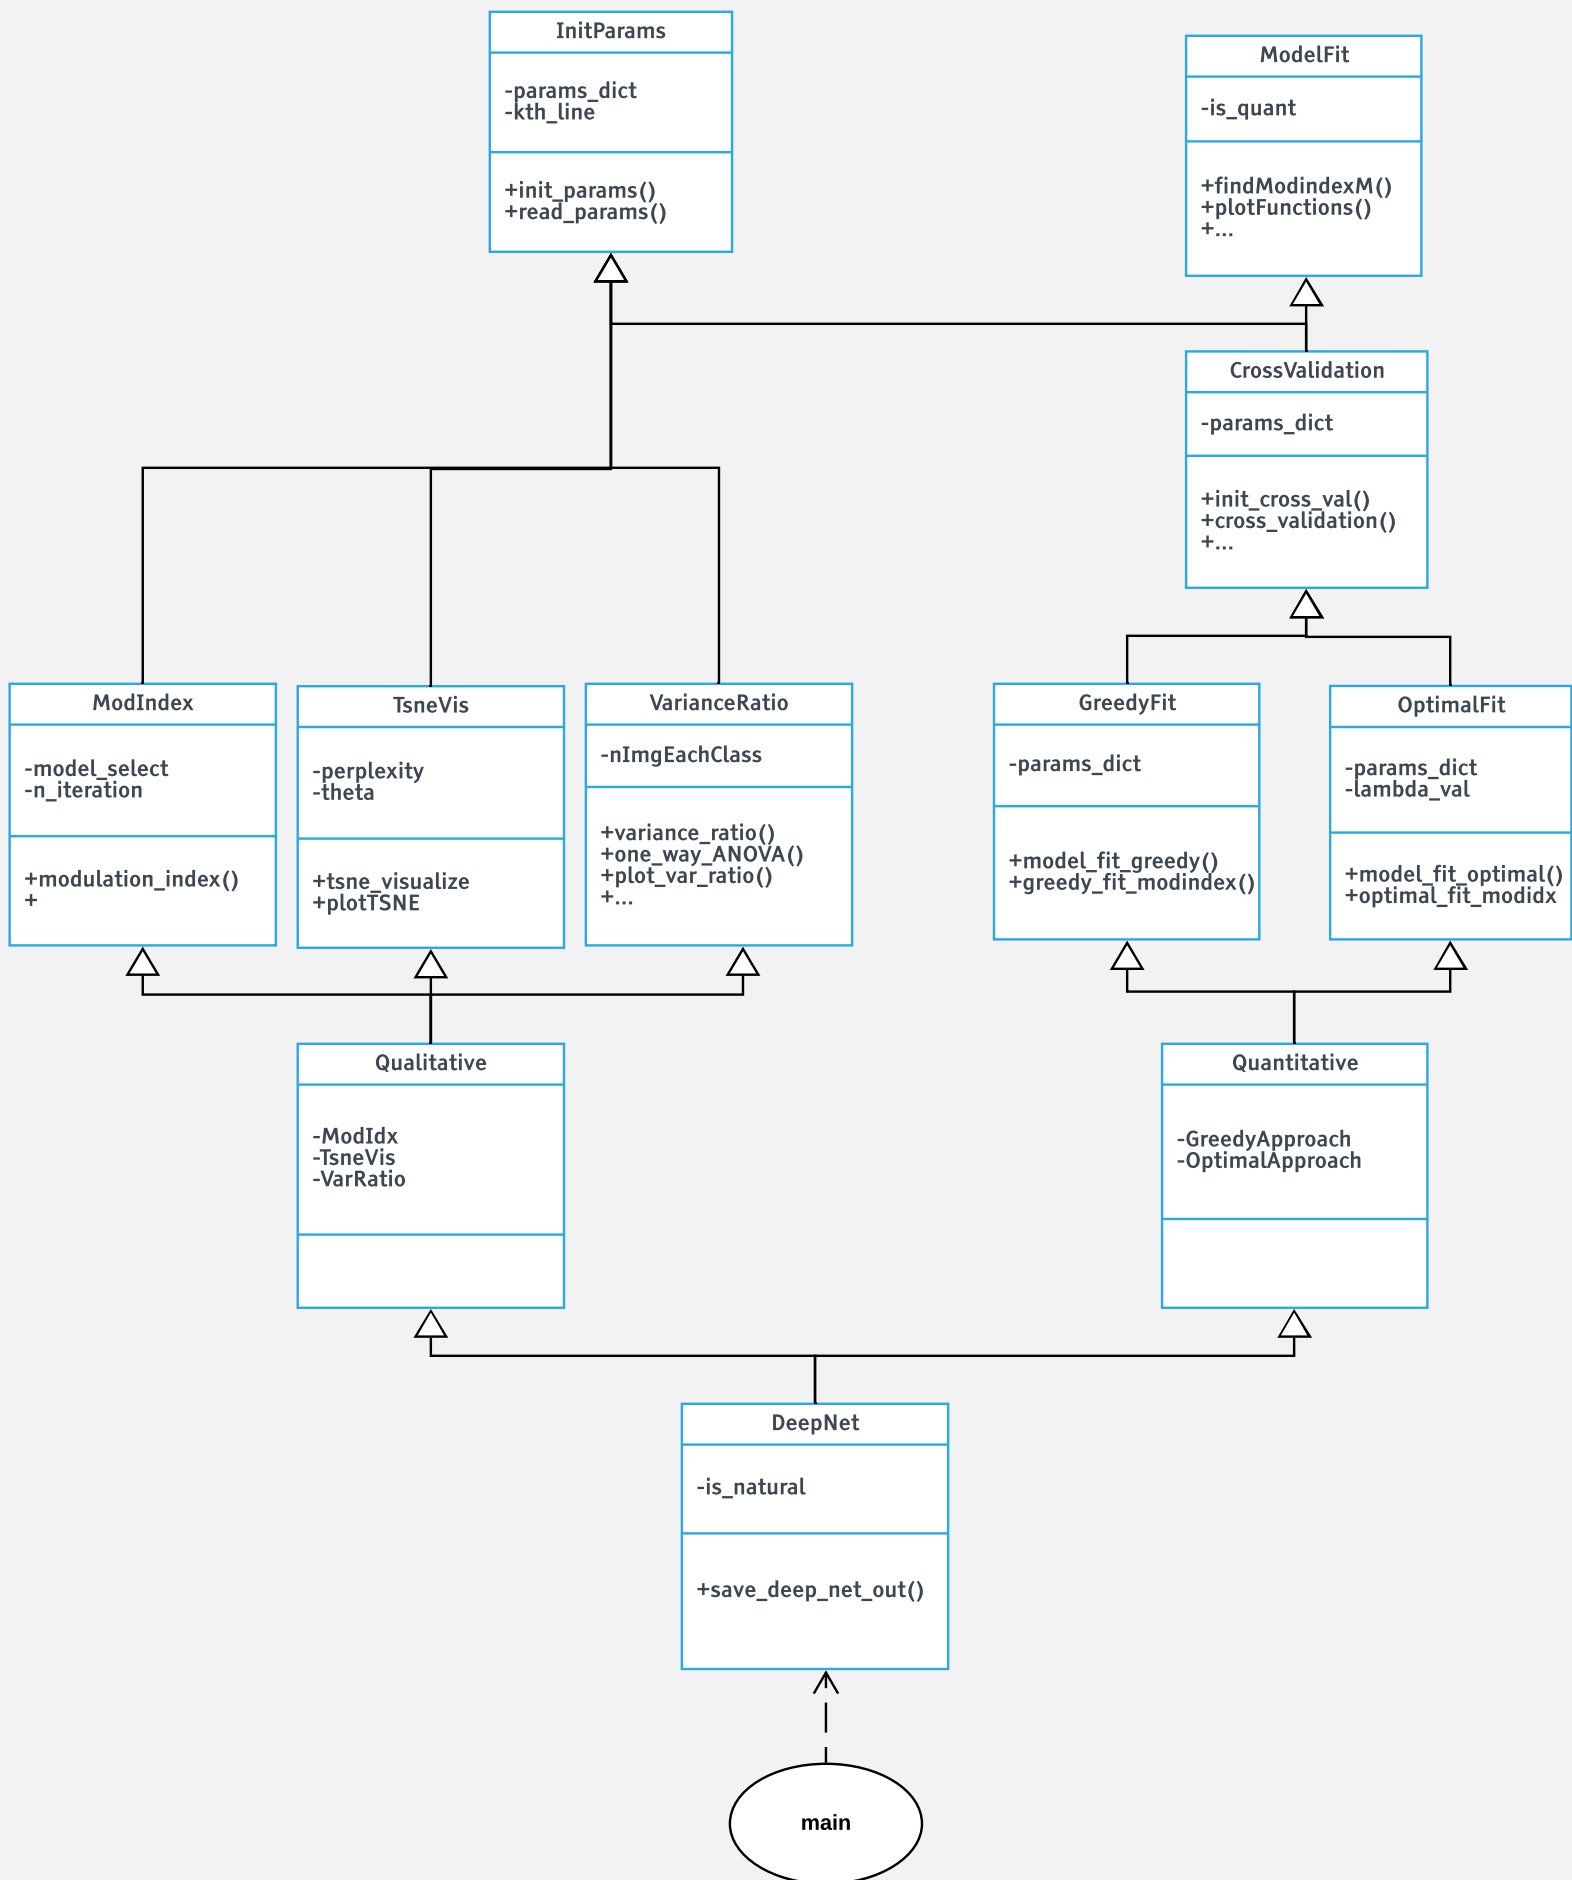 InitParams
-params_dict
-kth_line
+init_params()
+read_params()
ModelFit
-is_quant
+findModindexM()
+plotFunctions()
+...
CrossValidation
-params_dict
+init_cross_val()
+cross_validation()
+...
ModIndex
-model_select
-n_iteration
+modulation_index()
+
TsneVis
-perplexity
-theta
+tsne_visualize
+plotTSNE
VarianceRatio
-nImgEachClass
+variance_ratio()
+one_way_ANOVA()
+plot_var_ratio()
+...
GreedyFit
-params_dict
+model_fit_greedy()
+greedy_fit_modindex()
OptimalFit
-params_dict
-lambda_val
+model_fit_optimal()
+optimal_fit_modidx
Qualitative
-ModIdx
-TsneVis
-VarRatio
Quantitative
-GreedyApproach
-OptimalApproach
DeepNet
-is_natural
+save_deep_net_out()
main